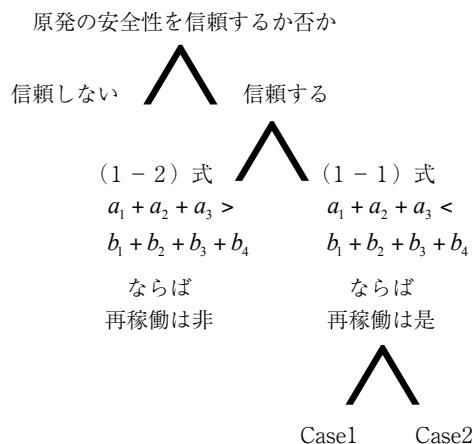 原発の安全性を信頼するか否か
信頼しない 信頼する
(1-2)式 (1-1)式
a₁ + a₂ + a₃ > a₁ + a₂ + a₃ <
b₁ + b₂ + b₃ + b₄ b₁ + b₂ + b₃ + b₄
ならば ならば
再稼働は非 再稼働は是
Case1 Case2